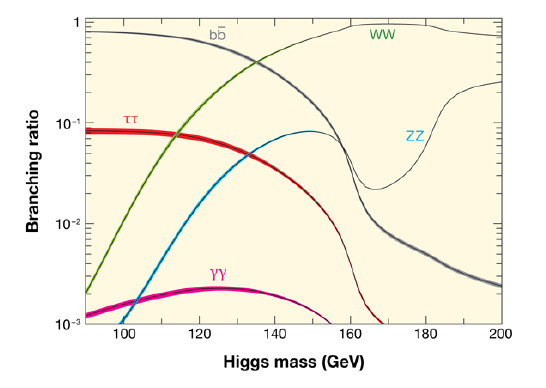 1
bb̄
WW
10⁻¹
ττ
ZZ
10⁻²
γγ
10⁻³
100 120 140 160 180 200
Branching ratio
Higgs mass (GeV)